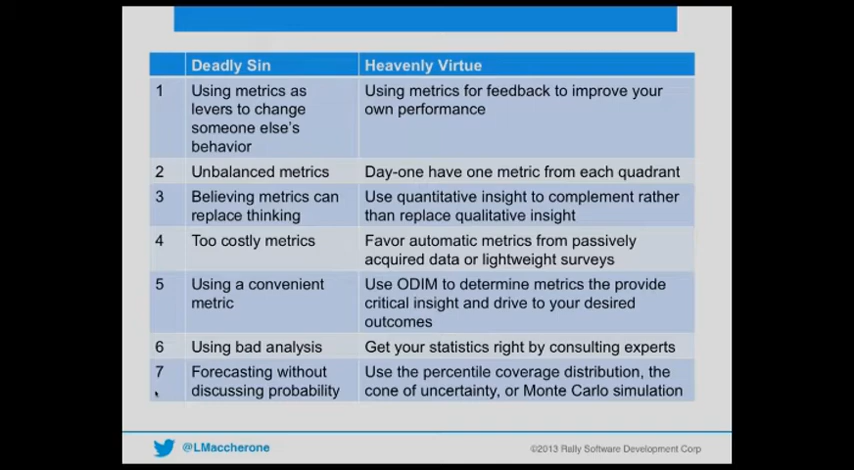 Deadly Sin
Heavenly Virtue
1
Using metrics as
levers to change
someone else's
behavior
Using metrics for feedback to improve your
own performance
2
Unbalanced metrics
Day-one have one metric from each quadrant
3
Believing metrics can
replace thinking
Use quantitative insight to complement rather
than replace qualitative insight
4
Too costly metrics
Favor automatic metrics from passively
acquired data or lightweight surveys
5
Using a convenient
metric
Use ODIM to determine metrics the provide
critical insight and drive to your desired
outcomes
6
Using bad analysis
Get your statistics right by consulting experts
7
Forecasting without
discussing probability
Use the percentile coverage distribution, the
cone of uncertainty, or Monte Carlo simulation
@LMaccherone
©2013 Rally Software Development Corp